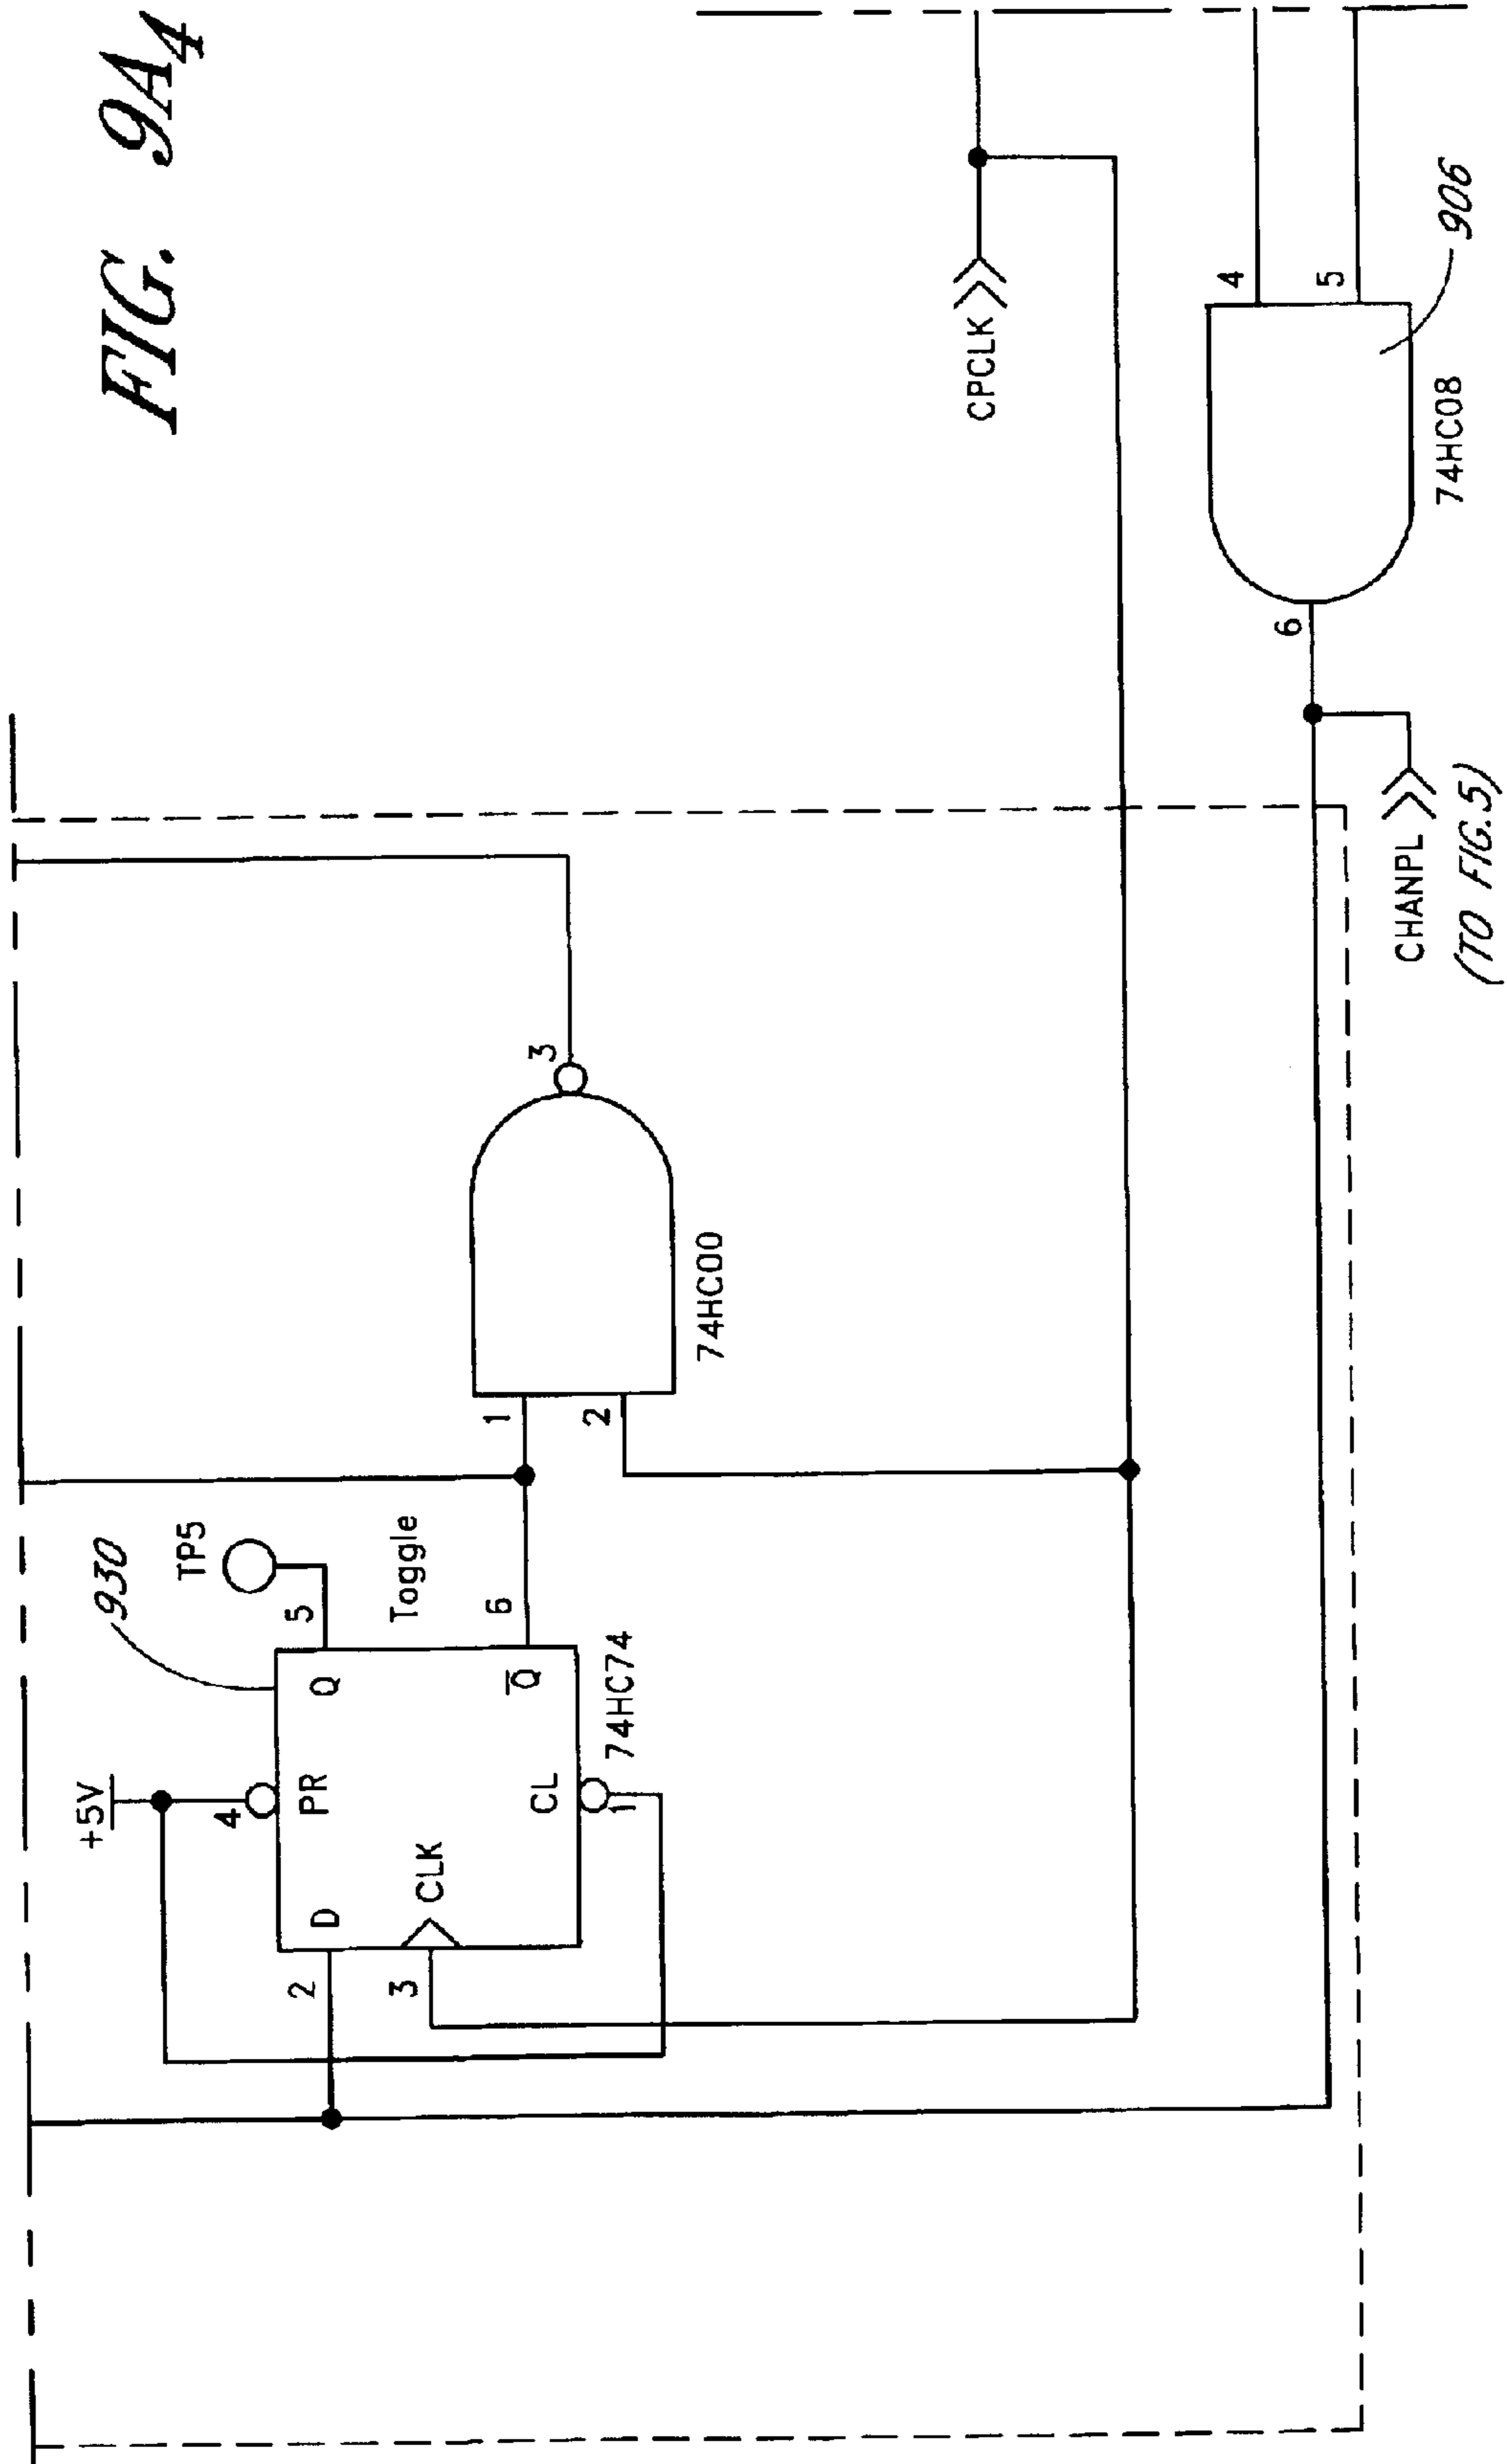 FIG. 9A4
930
+5V
TP5
4
5
2
D
PR
Q
Toggle
3
CLK
6
CL
Q
1
74HC74
1
2
3
74HC00
CPCLK
4
5
6
906
74HC08
CHANPL
(TO FIG.5)